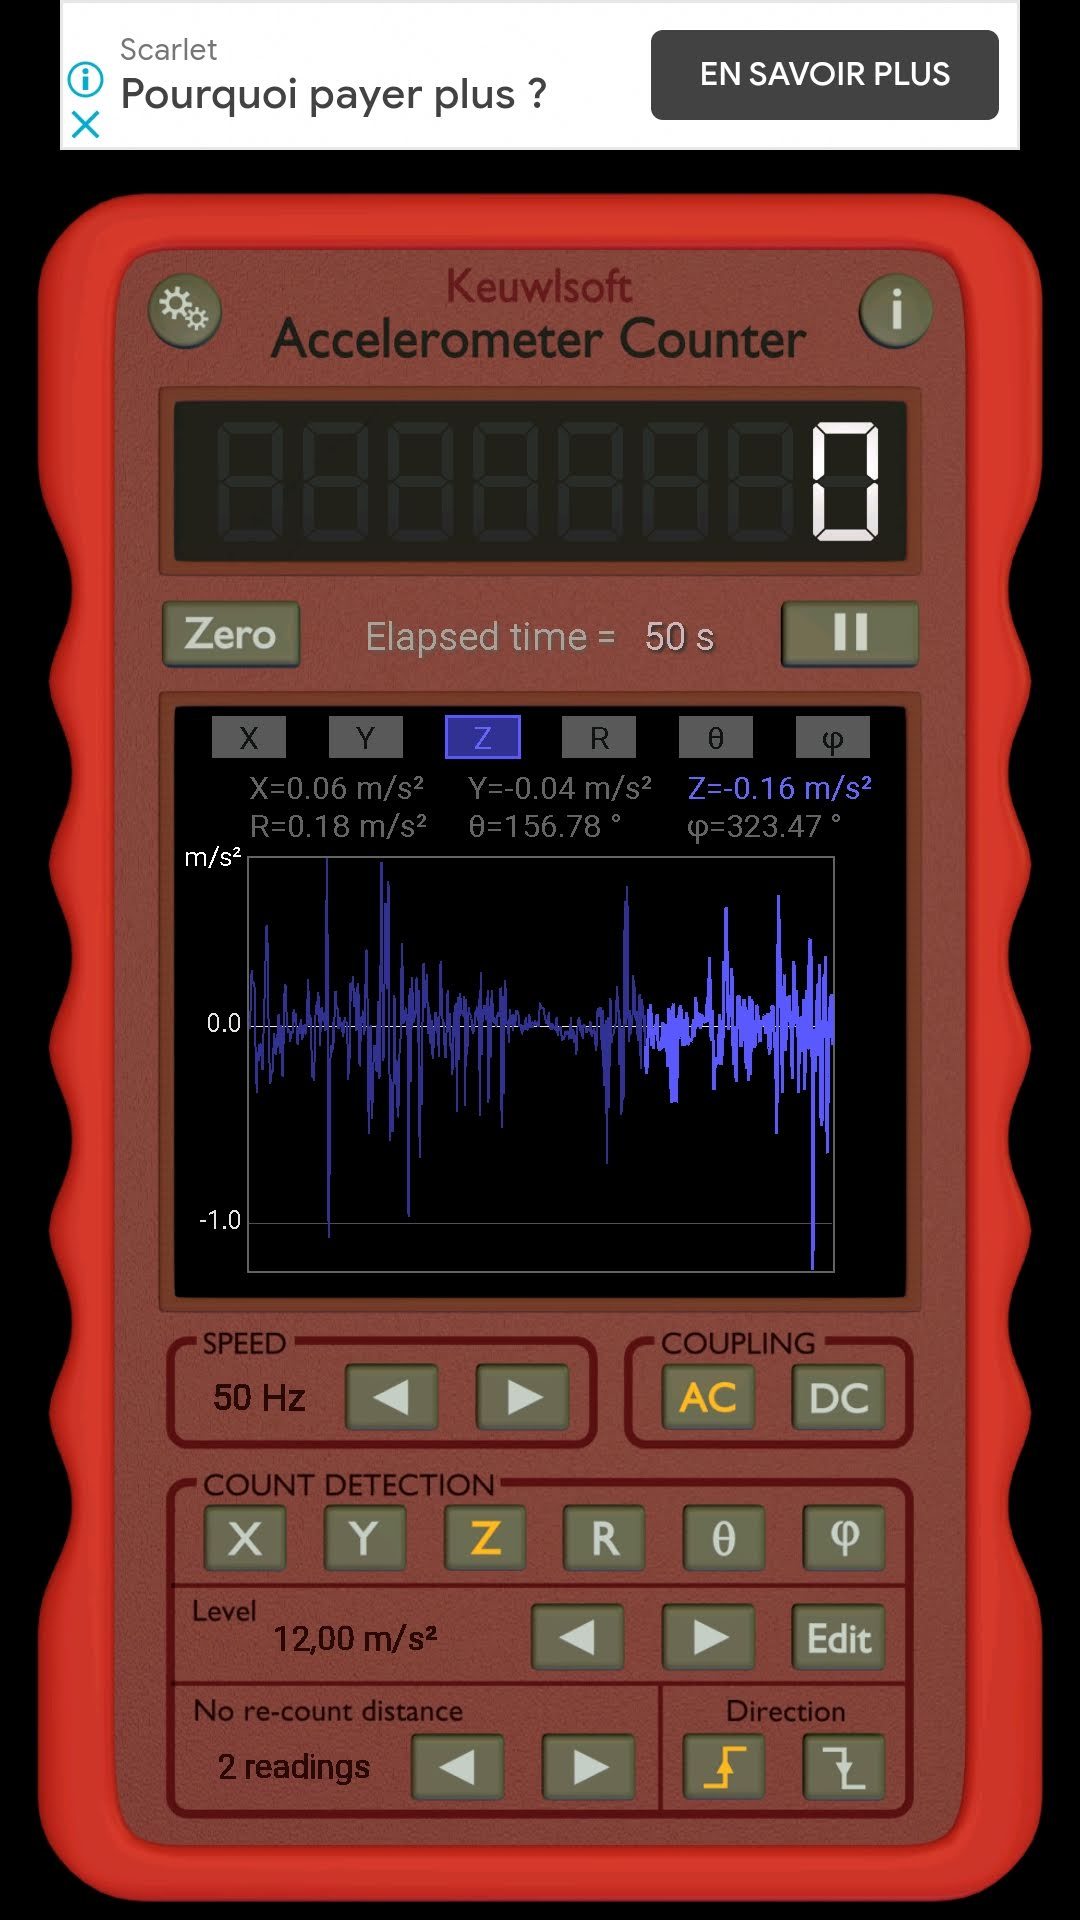 Scarlet
Pourquoi payer plus ?
EN SAVOIR PLUS
Keuwlsoft
Accelerometer Counter
0
Zero
Elapsed time = 50 s
X Y Z R θ φ
X=0.06 m/s² Y=-0.04 m/s² Z=-0.16 m/s²
R=0.18 m/s² θ=156.78 ° φ=323.47 °
m/s²
0.0
-1.0
SPEED
50 Hz
COUPLING
AC DC
COUNT DETECTION
X Y Z R θ φ
Level
12,00 m/s²
Edit
No re-count distance
2 readings
Direction